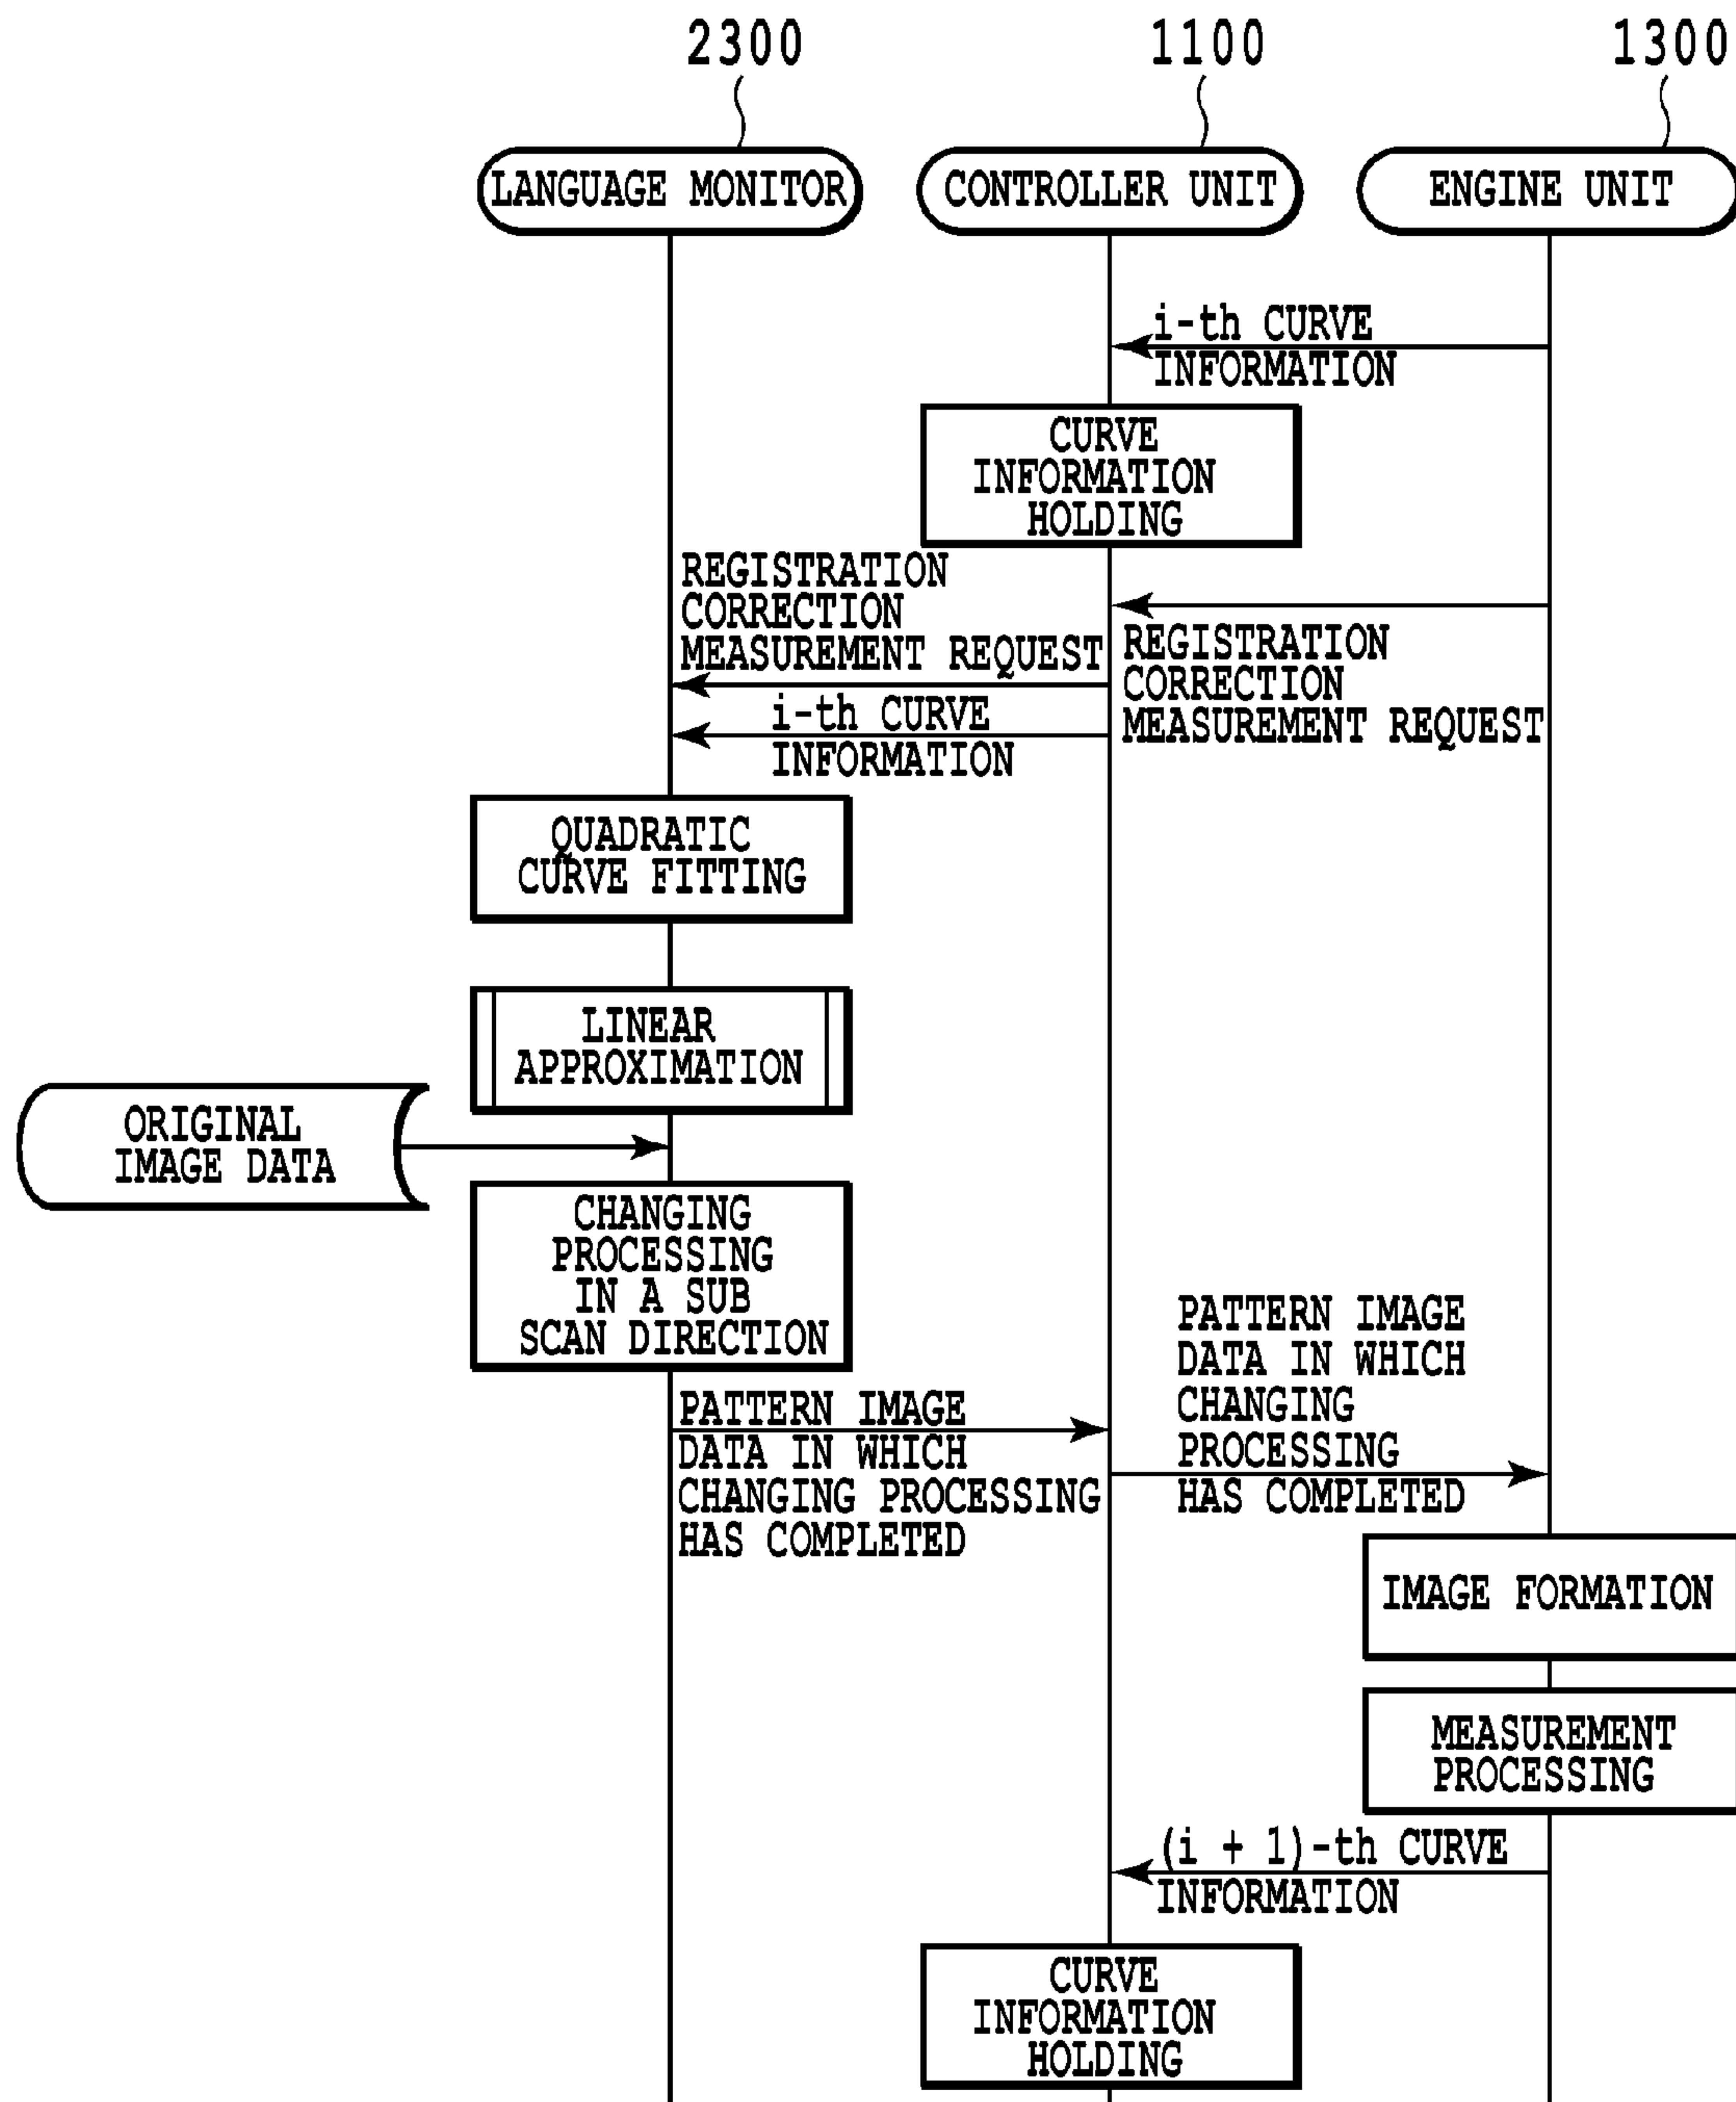 2300
1100
1300
LANGUAGE MONITOR
CONTROLLER UNIT
ENGINE UNIT
i-th CURVE
INFORMATION
CURVE
INFORMATION
HOLDING
REGISTRATION
CORRECTION
MEASUREMENT REQUEST
REGISTRATION
CORRECTION
MEASUREMENT REQUEST
i-th CURVE
INFORMATION
QUADRATIC
CURVE FITTING
LINEAR
APPROXIMATION
ORIGINAL
IMAGE DATA
CHANGING
PROCESSING
IN A SUB
SCAN DIRECTION
PATTERN IMAGE
DATA IN WHICH
CHANGING PROCESSING
HAS COMPLETED
PATTERN IMAGE
DATA IN WHICH
CHANGING
PROCESSING
HAS COMPLETED
IMAGE FORMATION
MEASUREMENT
PROCESSING
(i + 1)-th CURVE
INFORMATION
CURVE
INFORMATION
HOLDING